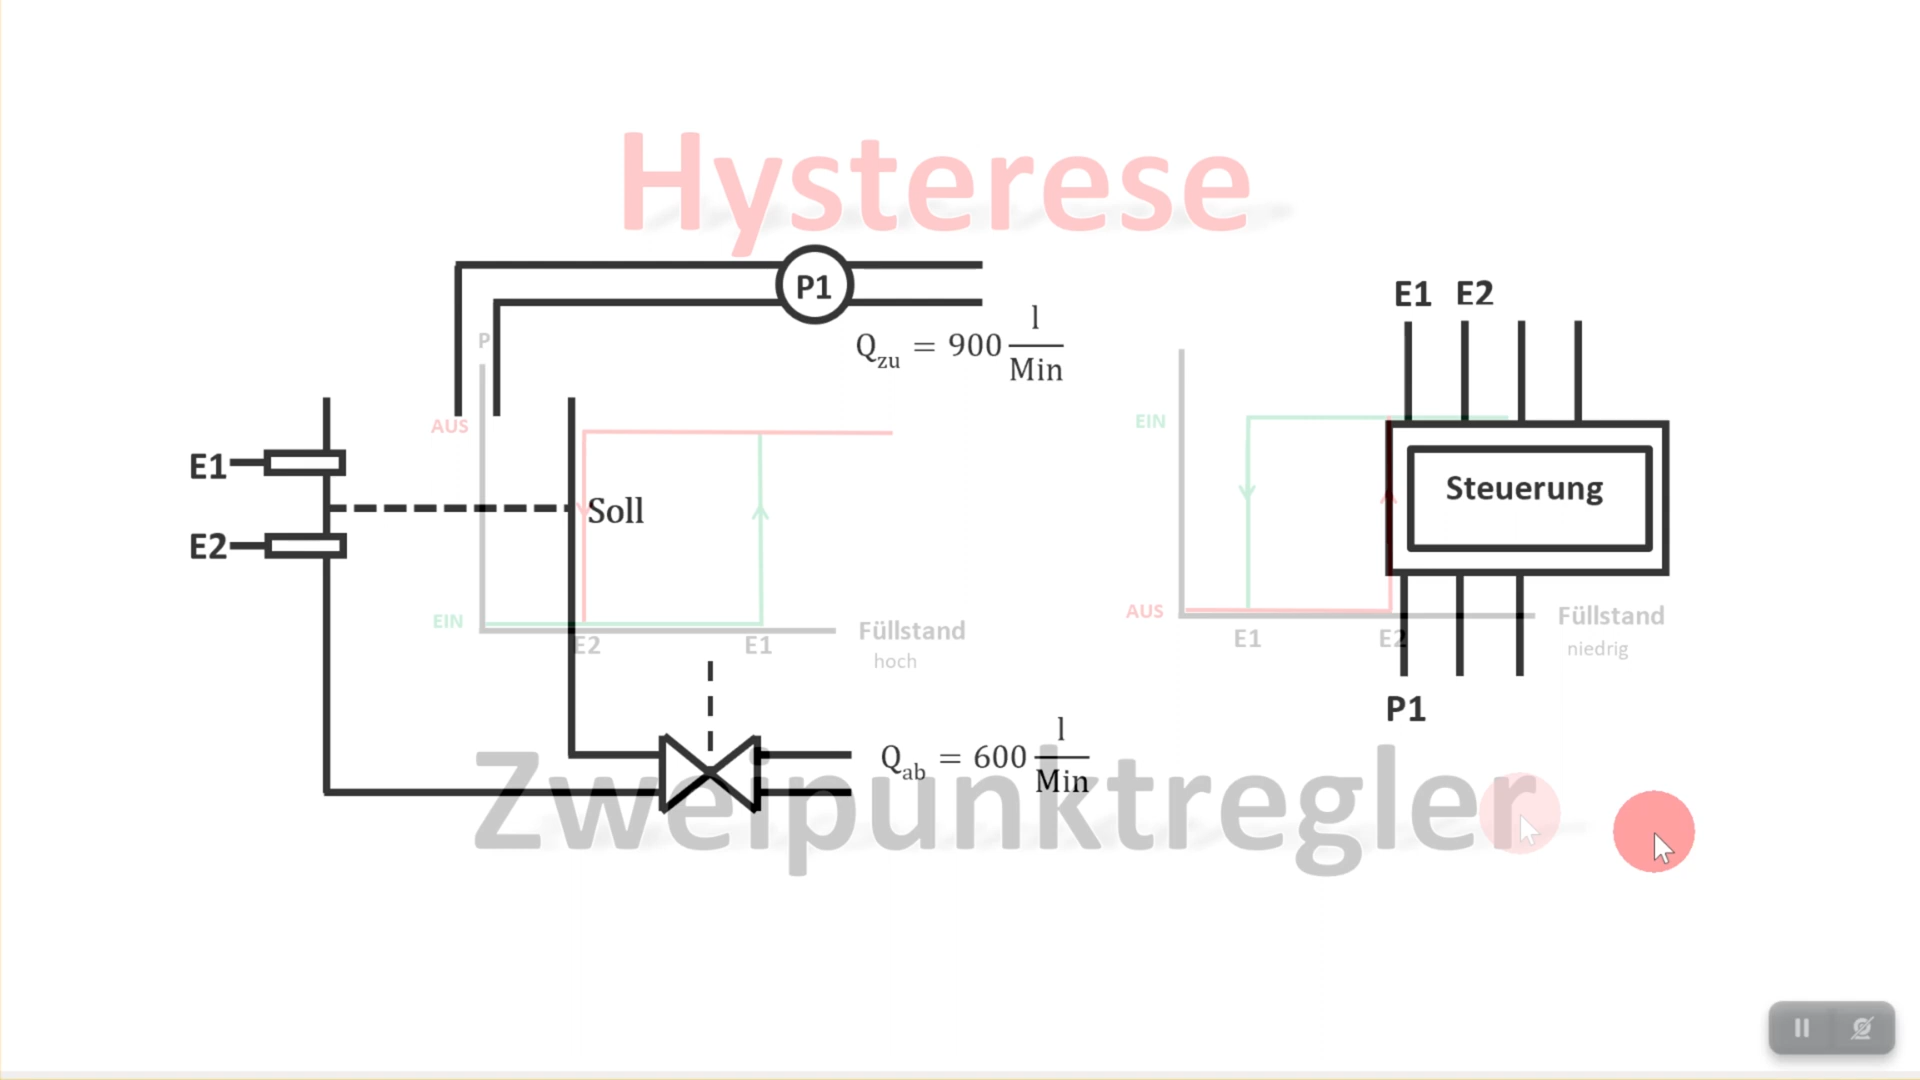 Hysterese
P1
Q_zu = 900 l/Min
E1 E2
P
AUS
EIN
E1
Steuerung
Soll
E2
EIN
AUS
Füllstand
hoch
E2
E1
Füllstand
niedrig
E1
E2
P1
Q_ab = 600 l/Min
Zweipunktregler